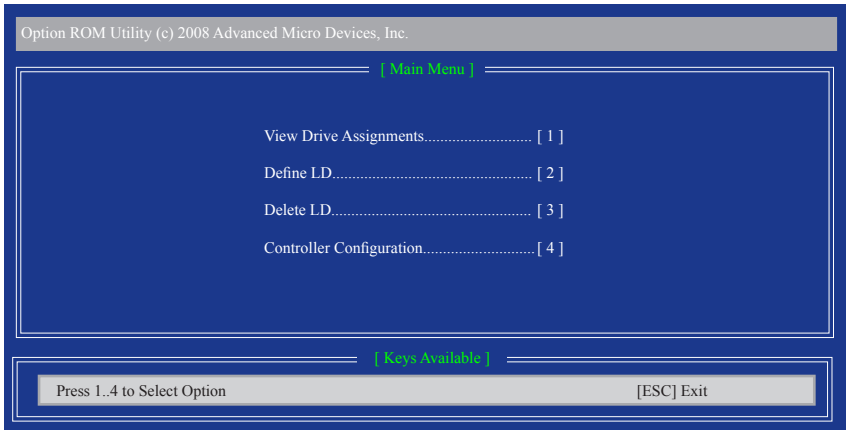 Option ROM Utility (c) 2008 Advanced Micro Devices, Inc.
[ Main Menu ]
View Drive Assignments........................... [ 1 ]
Define LD.................................................. [ 2 ]
Delete LD.................................................. [ 3 ]
Controller Configuration............................[ 4 ]
[ Keys Available ]
Press 1..4 to Select Option [ESC] Exit